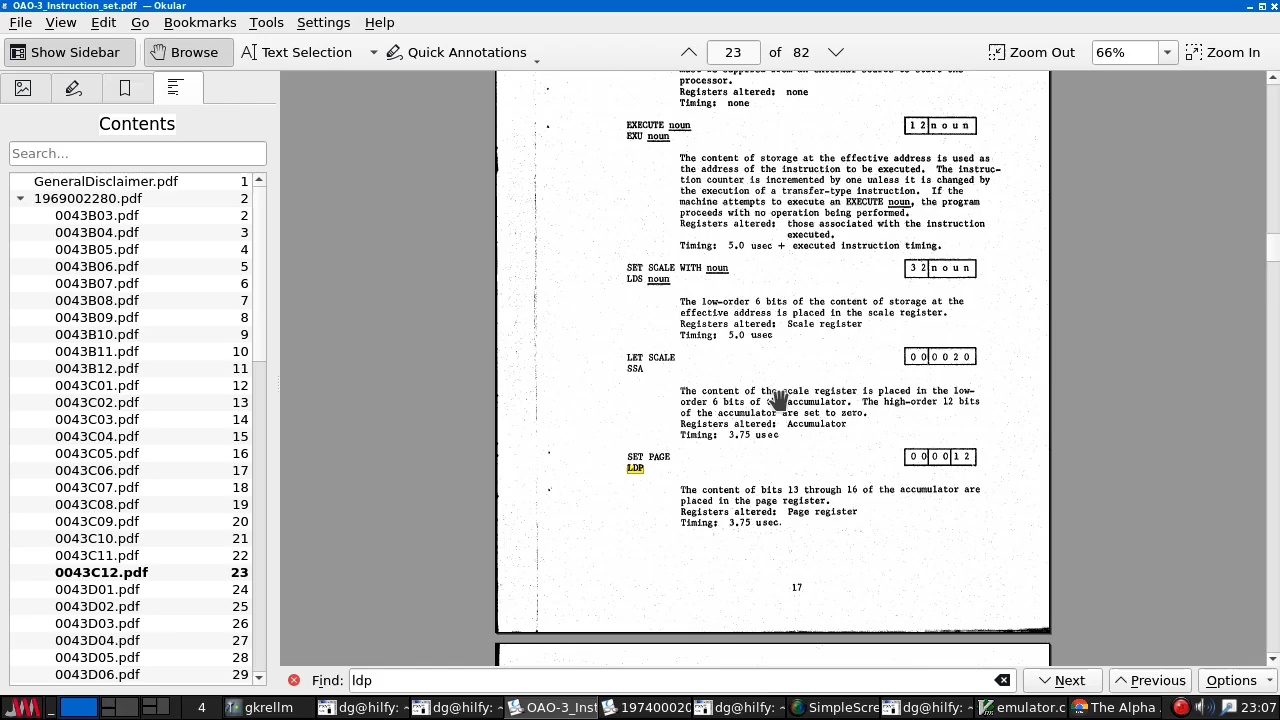 OAO-3_Instruction_set.pdf — Okular
File View Edit Go Bookmarks Tools Settings Help
Show Sidebar Browse Text Selection Quick Annotations 23 of 82 Zoom Out 66% Zoom In
Contents
Search...
GeneralDisclaimer.pdf 1
1969002280.pdf 2
0043B03.pdf 2
0043B04.pdf 3
0043B05.pdf 4
0043B06.pdf 5
0043B07.pdf 6
0043B08.pdf 7
0043B09.pdf 8
0043B10.pdf 9
0043B11.pdf 10
0043B12.pdf 11
0043C01.pdf 12
0043C02.pdf 13
0043C03.pdf 14
0043C04.pdf 15
0043C05.pdf 16
0043C06.pdf 17
0043C07.pdf 18
0043C08.pdf 19
0043C09.pdf 20
0043C10.pdf 21
0043C11.pdf 22
0043C12.pdf 23
0043D01.pdf 24
0043D02.pdf 25
0043D03.pdf 26
0043D04.pdf 27
0043D05.pdf 28
0043D06.pdf 29
processor.
Registers altered: none
Timing: none
EXECUTE noun 1 2 n o u n
EXU noun
The content of storage at the effective address is used as
the address of the instruction to be executed. The instruc-
tion counter is incremented by one unless it is changed by
the execution of a transfer-type instruction. If the
machine attempts to execute an EXECUTE noun, the program
proceeds with no operation being performed.
Registers altered: those associated with the instruction
executed.
Timing: 5.0 usec + executed instruction timing.
SET SCALE WITH noun 3 2 n o u n
LDS noun
The low-order 6 bits of the content of storage at the
effective address is placed in the scale register.
Registers altered: Scale register
Timing: 5.0 usec
LET SCALE 0 0 0 0 2 0
SSA
The content of the scale register is placed in the low-
order 6 bits of accumulator. The high-order 12 bits
of the accumulator are set to zero.
Registers altered: Accumulator
Timing: 3.75 usec
SET PAGE 0 0 0 0 1 2
LDP
The content of bits 13 through 16 of the accumulator are
placed in the page register.
Registers altered: Page register
Timing: 3.75 usec.
17
Find: ldp Next Previous Options
4 gkrellm dg@hilfy: dg@hilfy: OAO-3_Inst 197400020 dg@hilfy: SimpleScre dg@hilfy: emulator.c The Alpha 23:07